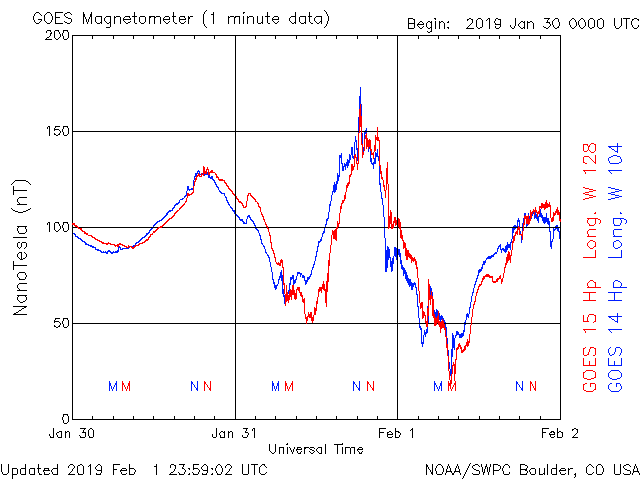 GOES Magnetometer (1 minute data)
Begin: 2019 Jan 30 0000 UTC
200
150
100
50
0
NanoTesla (nT)
M M N N M M N N M M N N
Jan 30 Jan 31 Feb 1 Feb 2
Universal Time
GOES 15 Hp Long. W 128
GOES 14 Hp Long. W 104
Updated 2019 Feb 1 23:59:02 UTC
NOAA/SWPC Boulder, CO USA